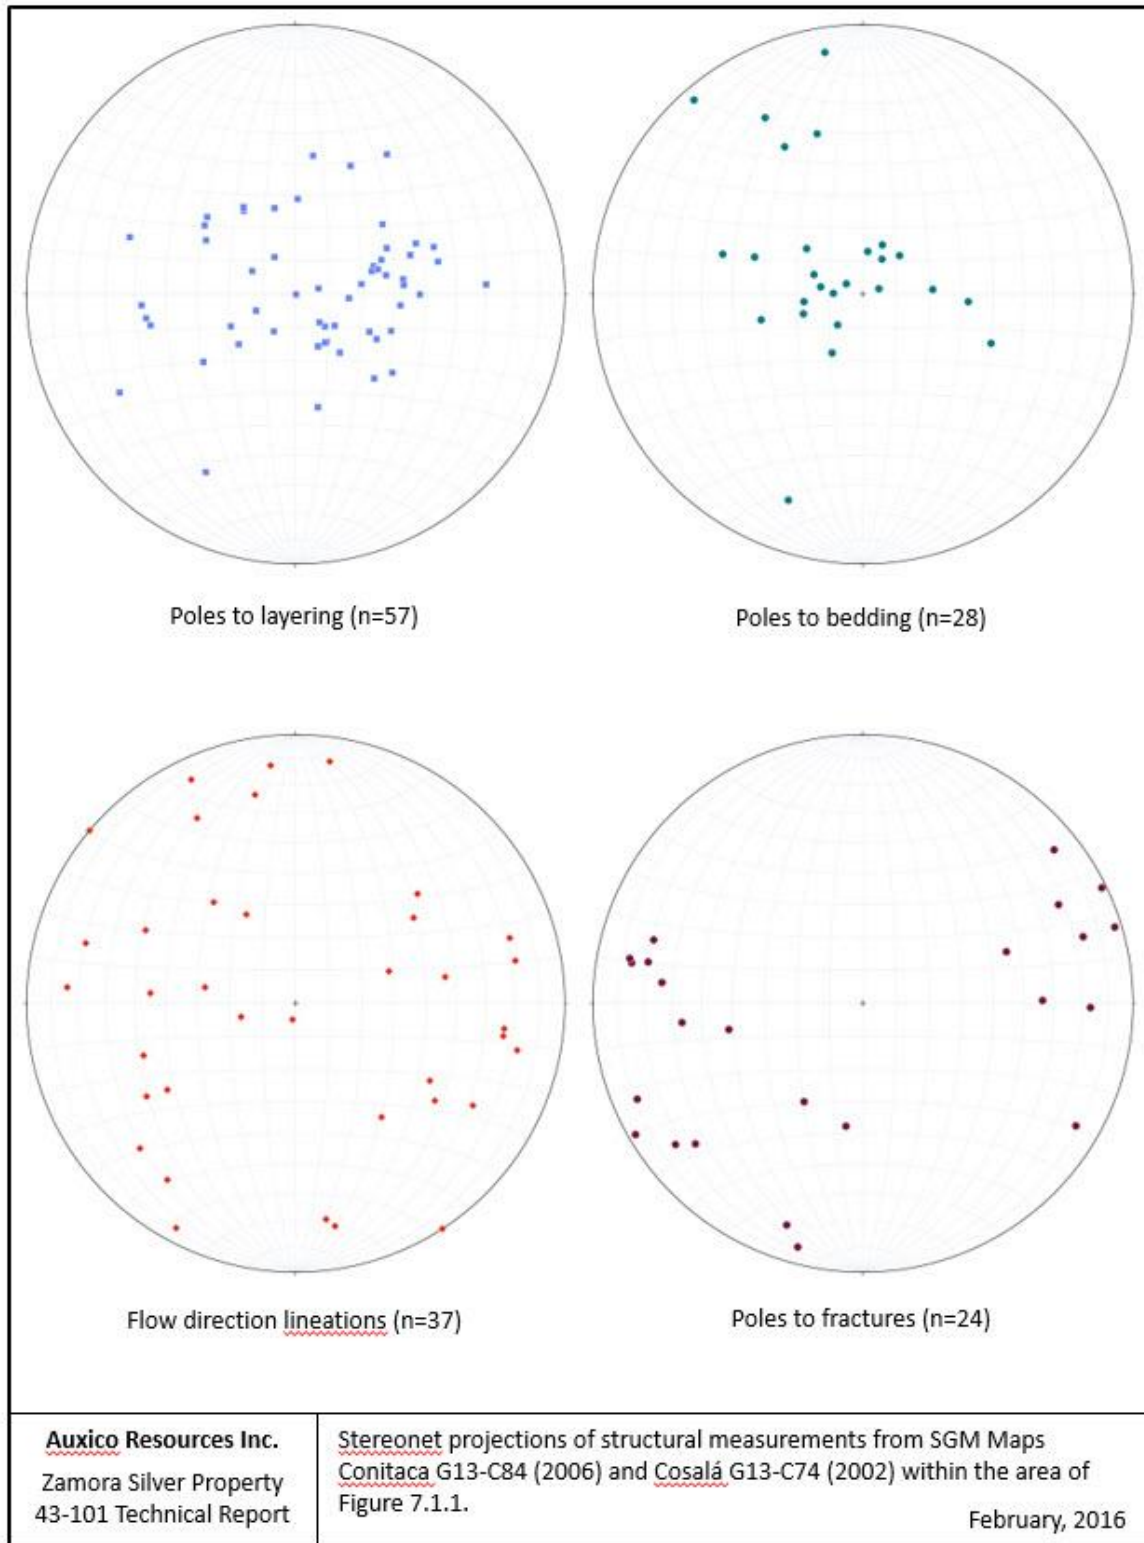 Poles to layering (n=57)
Poles to bedding (n=28)
Flow direction lineations (n=37)
Poles to fractures (n=24)
Auxico Resources Inc.
Zamora Silver Property
43-101 Technical Report
Stereonet projections of structural measurements from SGM Maps
Conitaca G13-C84 (2006) and Cosalá G13-C74 (2002) within the area of
Figure 7.1.1.
February, 2016